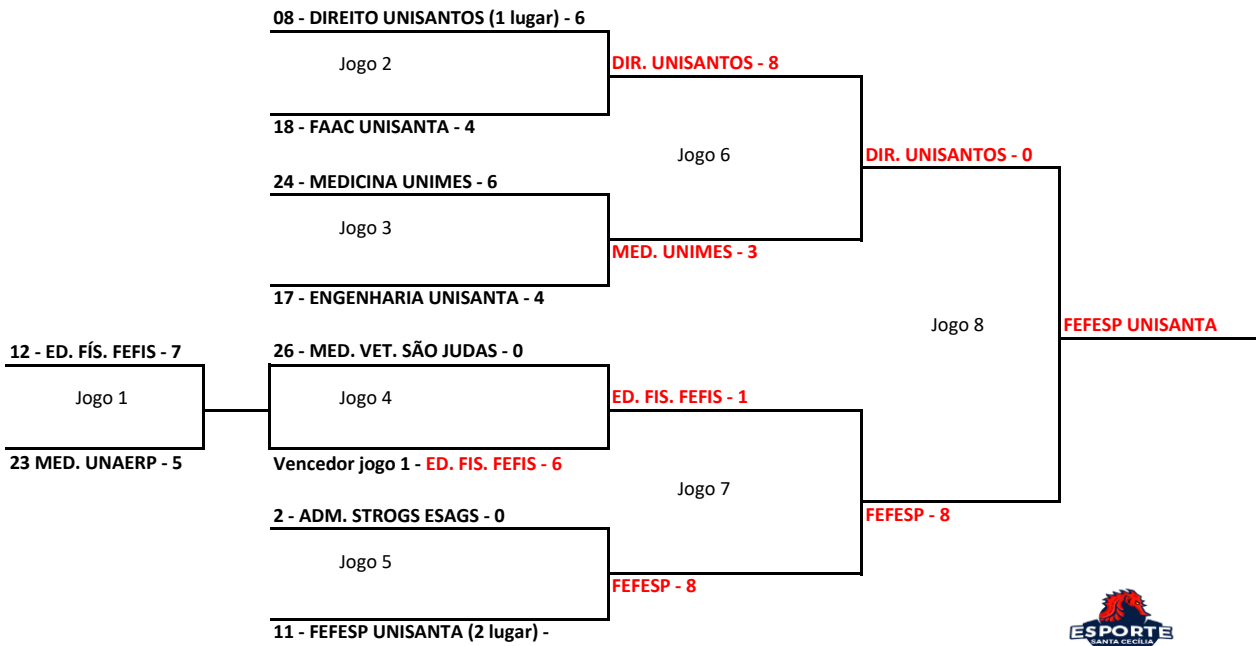 08 - DIREITO UNISANTOS (1 lugar) - 6
Jogo 2
DIR. UNISANTOS - 8
18 - FAAC UNISANTA - 4
Jogo 6
DIR. UNISANTOS - 0
24 - MEDICINA UNIMES - 6
Jogo 3
MED. UNIMES - 3
17 - ENGENHARIA UNISANTA - 4
Jogo 8
FEFESP UNISANTA
12 - ED. FÍS. FEFIS - 7
26 - MED. VET. SÃO JUDAS - 0
Jogo 1
Jogo 4
ED. FIS. FEFIS - 1
23 MED. UNAERP - 5
Vencedor jogo 1 - ED. FIS. FEFIS - 6
Jogo 7
2 - ADM. STROGS ESAGS - 0
FEFESP - 8
Jogo 5
FEFESP - 8
11 - FEFESP UNISANTA (2 lugar) -
ESPORTE
SANTA CECÍLIA